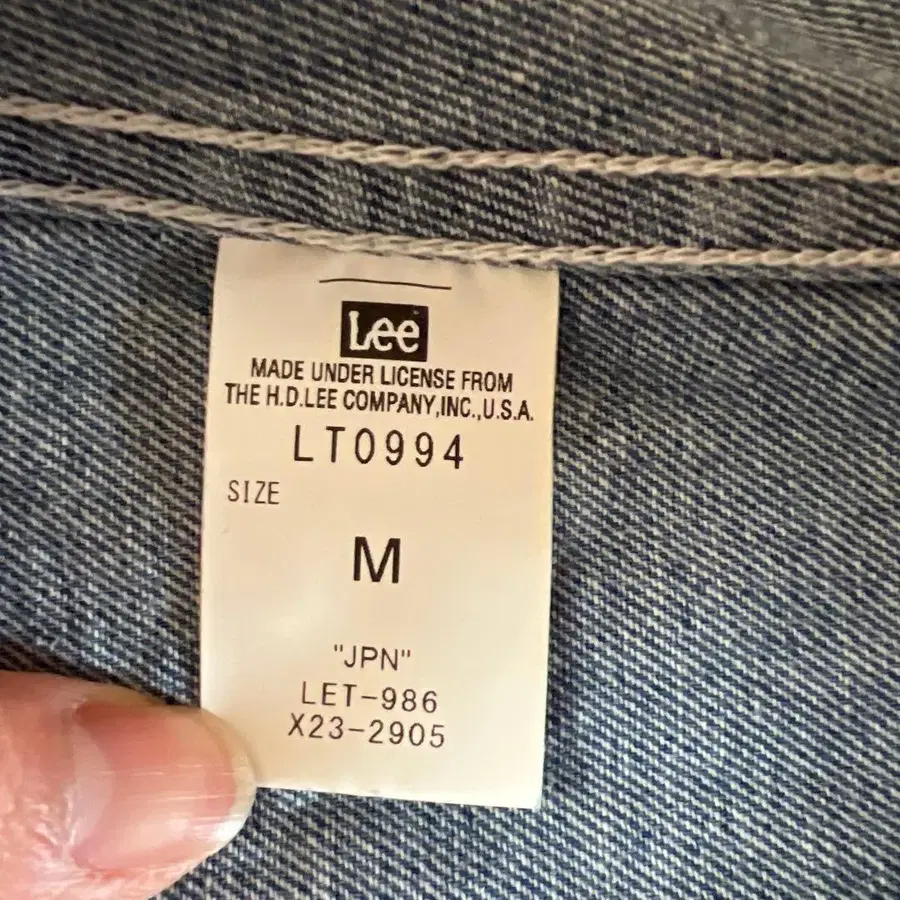 Lee
MADE UNDER LICENSE FROM
THE H.D.LEE COMPANY,INC.,U.S.A.
LT0994
SIZE
M
"JPN"
LET-986
X23-2905